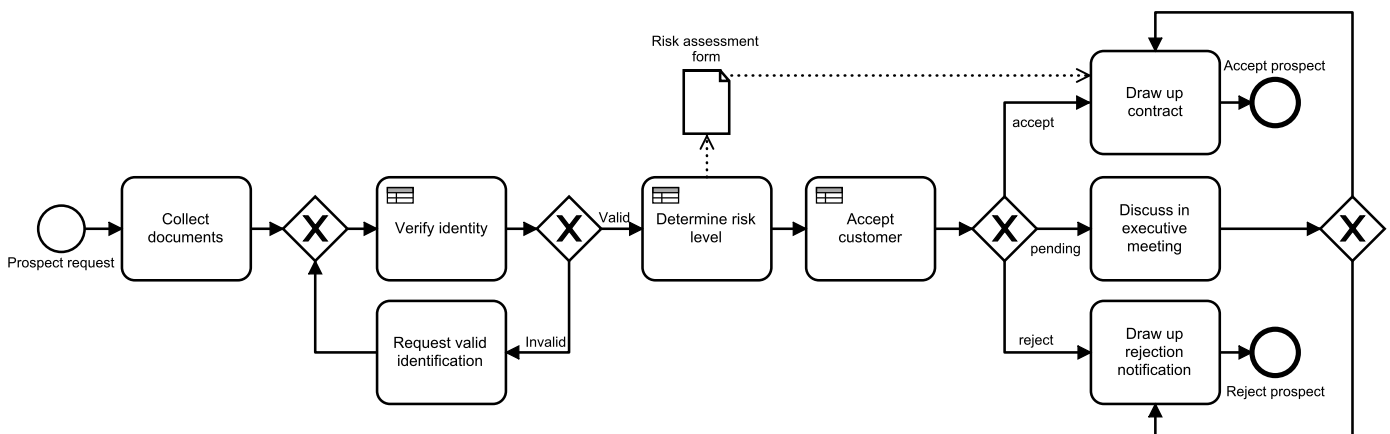 Risk assessment
form
Accept prospect
Draw up
contract
accept
Collect
documents
Verify identity
Valid
Determine risk
level
Accept
customer
Discuss in
executive
meeting
pending
Prospect request
Request valid
identification
Invalid
reject
Draw up
rejection
notification
Reject prospect